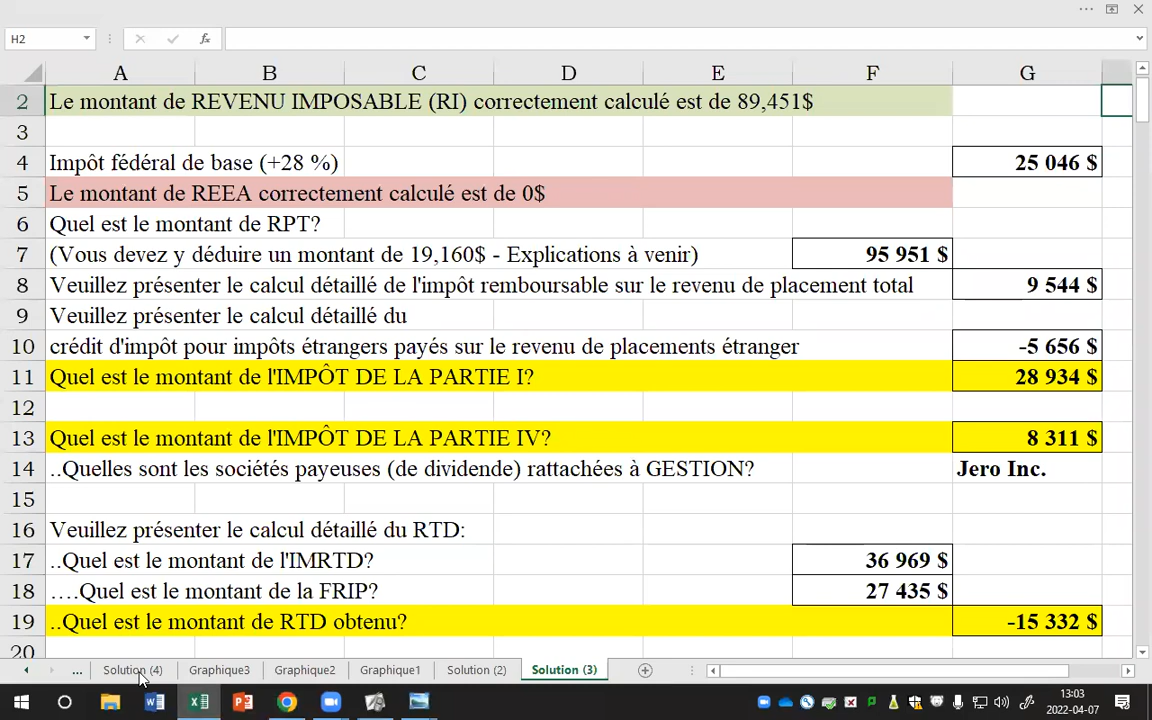 H2
A B C D E F G
2 Le montant de REVENU IMPOSABLE (RI) correctement calculé est de 89,451$
3
4 Impôt fédéral de base (+28 %) 25 046 $
5 Le montant de REEA correctement calculé est de 0$
6 Quel est le montant de RPT?
7 (Vous devez y déduire un montant de 19,160$ - Explications à venir) 95 951 $
8 Veuillez présenter le calcul détaillé de l'impôt remboursable sur le revenu de placement total 9 544 $
9 Veuillez présenter le calcul détaillé du
10 crédit d'impôt pour impôts étrangers payés sur le revenu de placements étranger -5 656 $
11 Quel est le montant de l'IMPÔT DE LA PARTIE I? 28 934 $
12
13 Quel est le montant de l'IMPÔT DE LA PARTIE IV? 8 311 $
14 ..Quelles sont les sociétés payeuses (de dividende) rattachées à GESTION? Jero Inc.
15
16 Veuillez présenter le calcul détaillé du RTD:
17 ..Quel est le montant de l'IMRTD? 36 969 $
18 ….Quel est le montant de la FRIP? 27 435 $
19 ..Quel est le montant de RTD obtenu? -15 332 $
20
... Solution (4) Graphique3 Graphique2 Graphique1 Solution (2) Solution (3)
13:03
2022-04-07